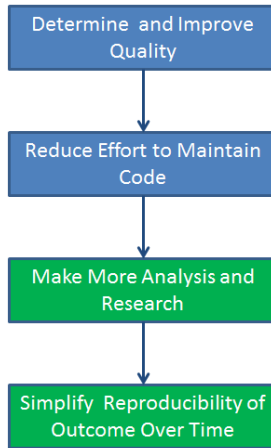 Determine and Improve
Quality
Reduce Effort to Maintain
Code
Make More Analysis and
Research
Simplify Reproducibility of
Outcome Over Time